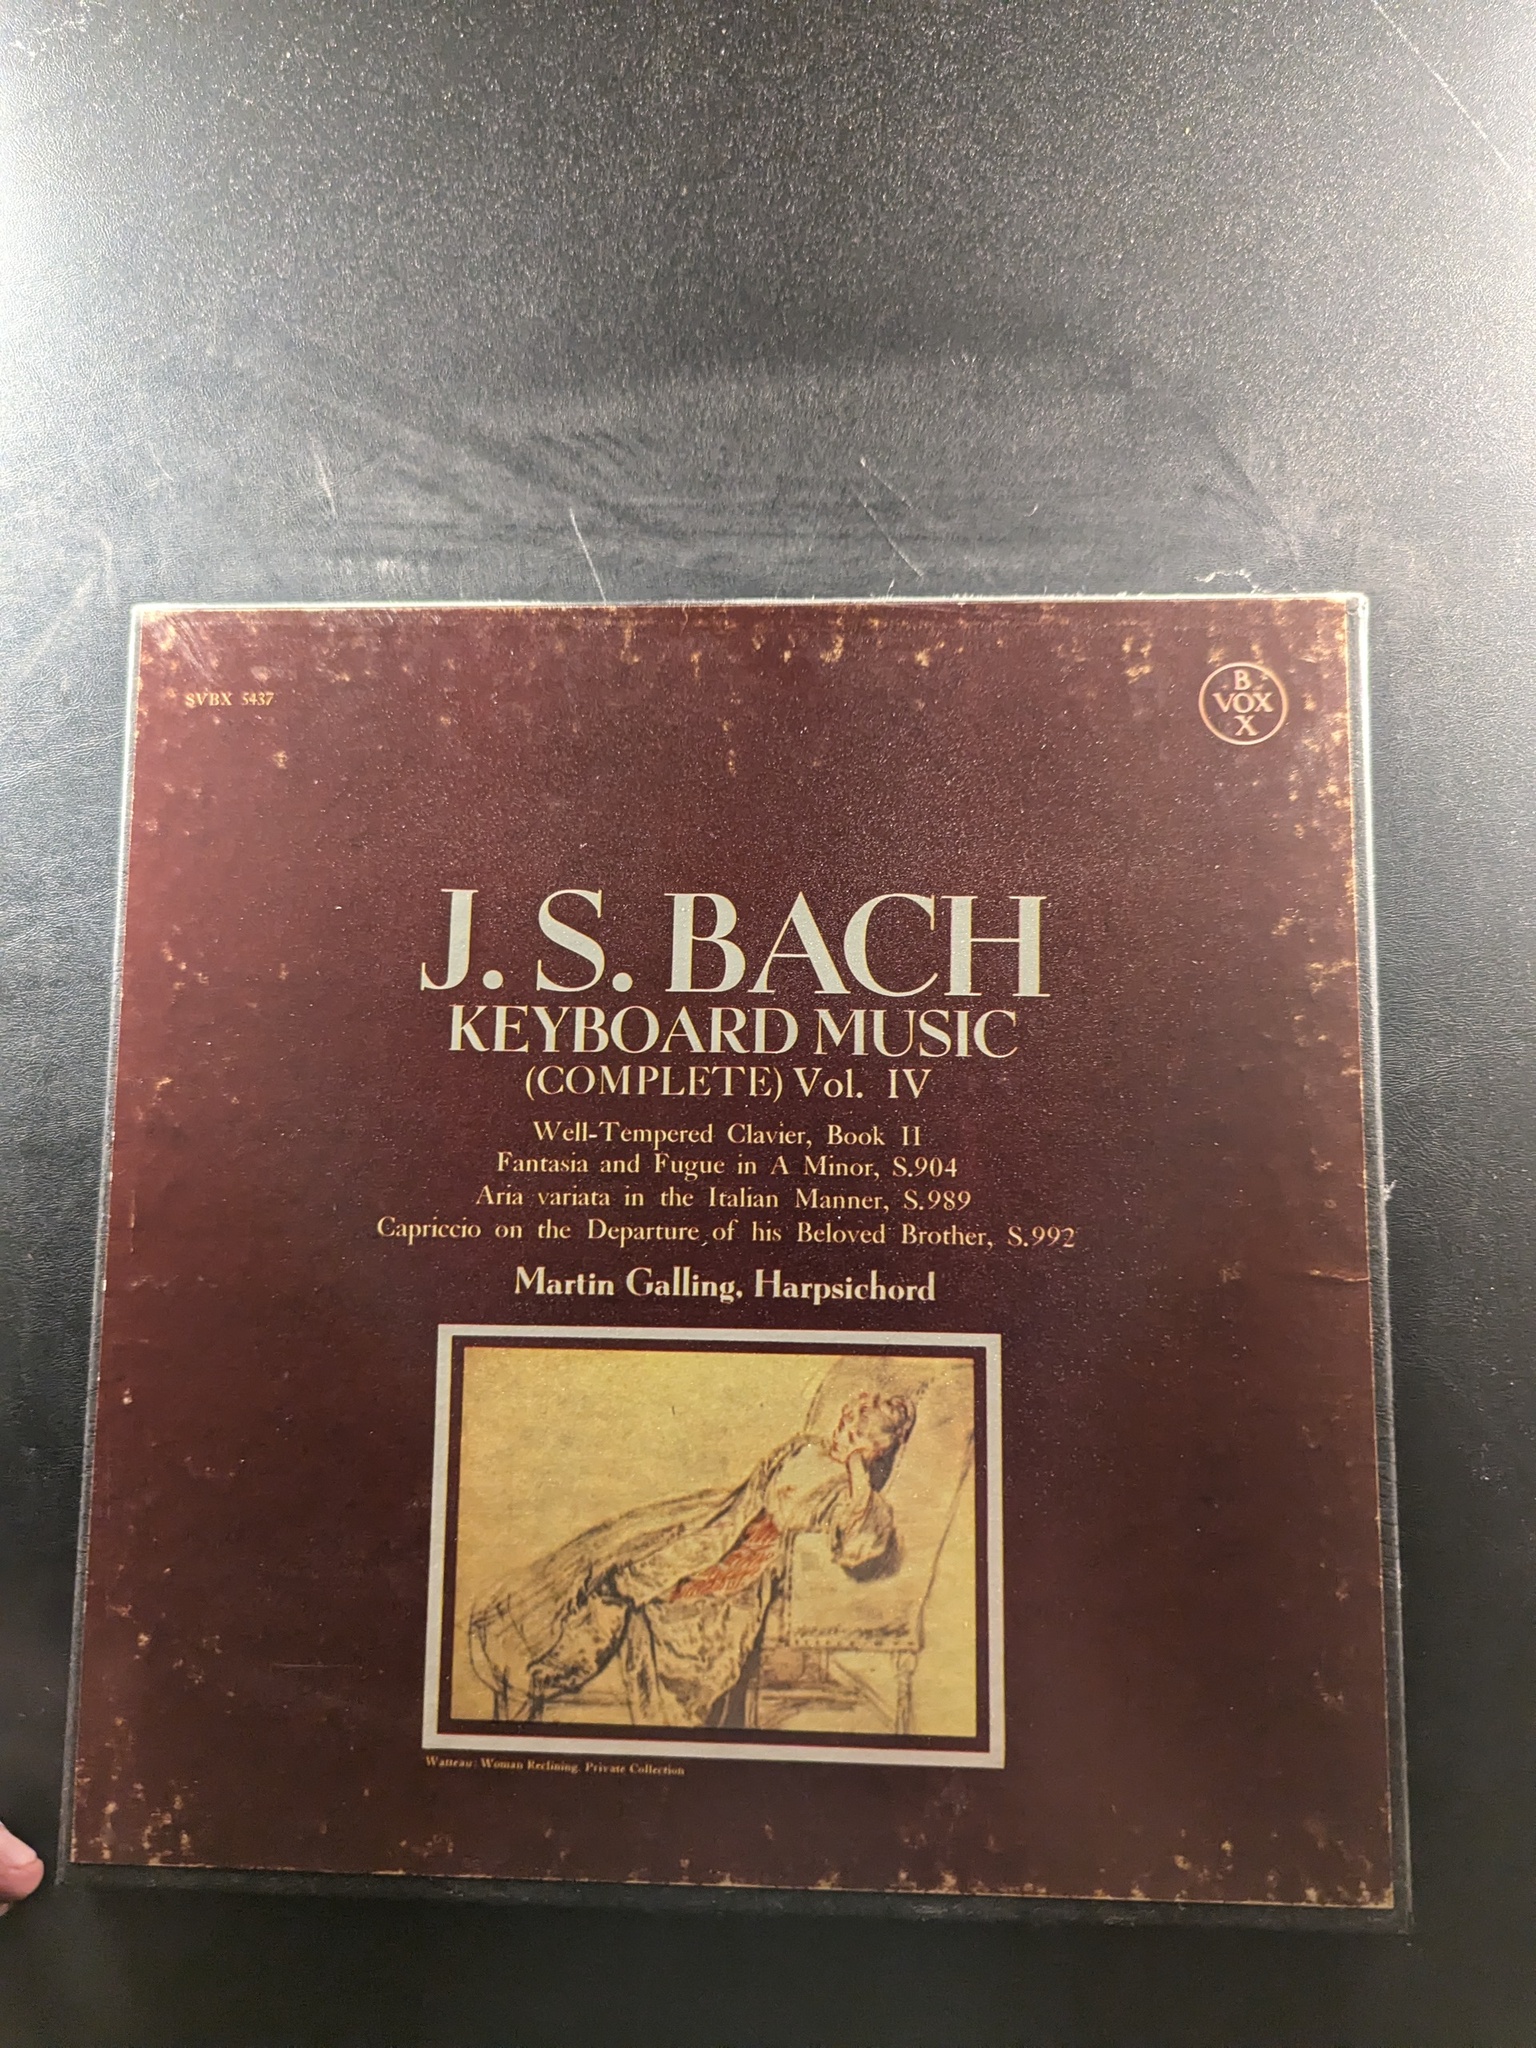 SVBX 5437
B
VOX
X
J. S. BACH
KEYBOARD MUSIC
(COMPLETE) Vol. IV
Well-Tempered Clavier, Book II
Fantasia and Fugue in A Minor, S.904
Aria variata in the Italian Manner, S.989
Capriccio on the Departure of his Beloved Brother, S.992
Martin Galling, Harpsichord
Watteau: Woman Reclining. Private Collection